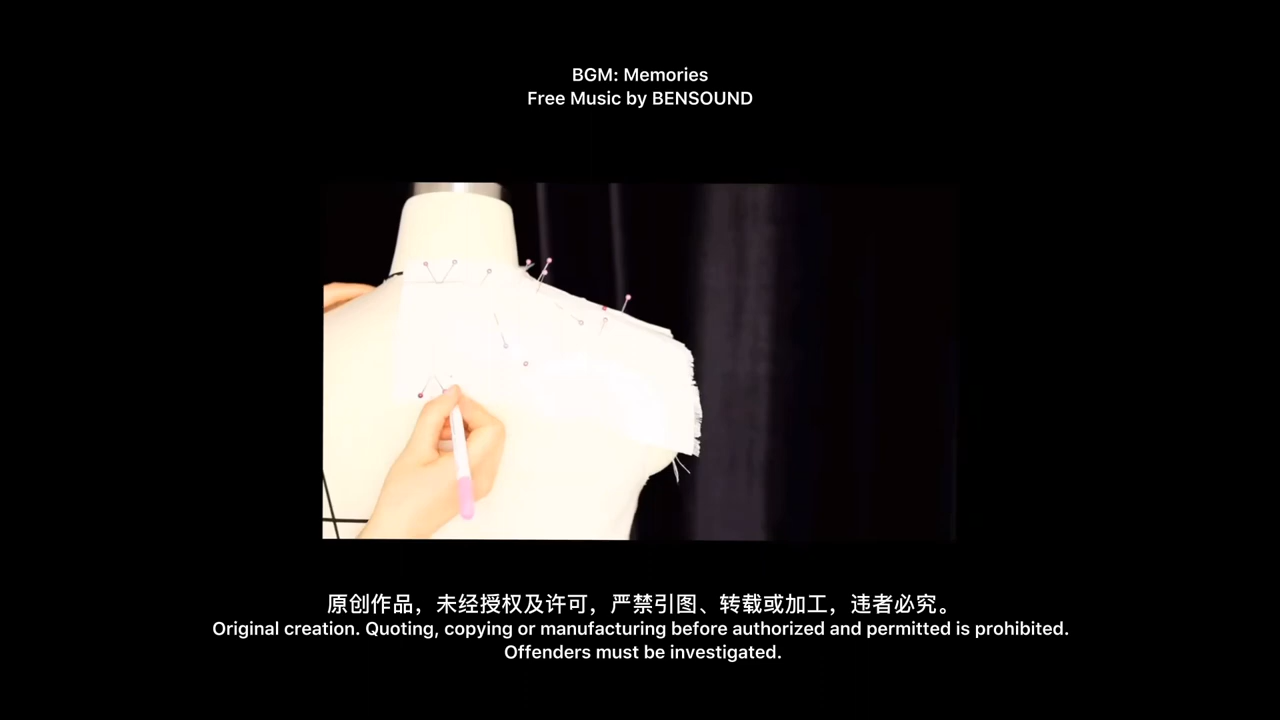 BGM: Memories
Free Music by BENSOUND
原创作品，未经授权及许可，严禁引图、转载或加工，违者必究。
Original creation. Quoting, copying or manufacturing before authorized and permitted is prohibited.
Offenders must be investigated.